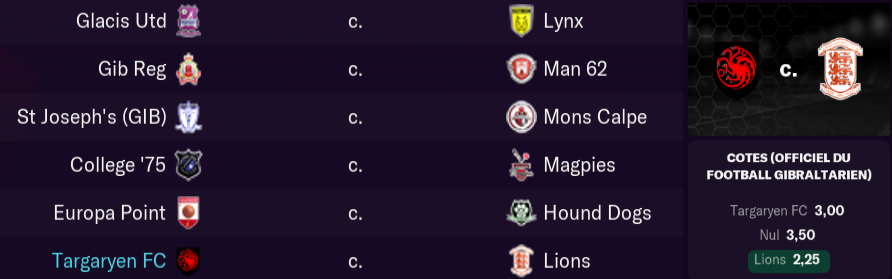 Glacis Utd c. Lynx
Gib Reg c. Man 62
St Joseph's (GIB) c. Mons Calpe
College '75 c. Magpies
Europa Point c. Hound Dogs
Targaryen FC c. Lions
c.
COTES (OFFICIEL DU
FOOTBALL GIBRALTARIEN)
Targaryen FC 3,00
Nul 3,50
Lions 2,25